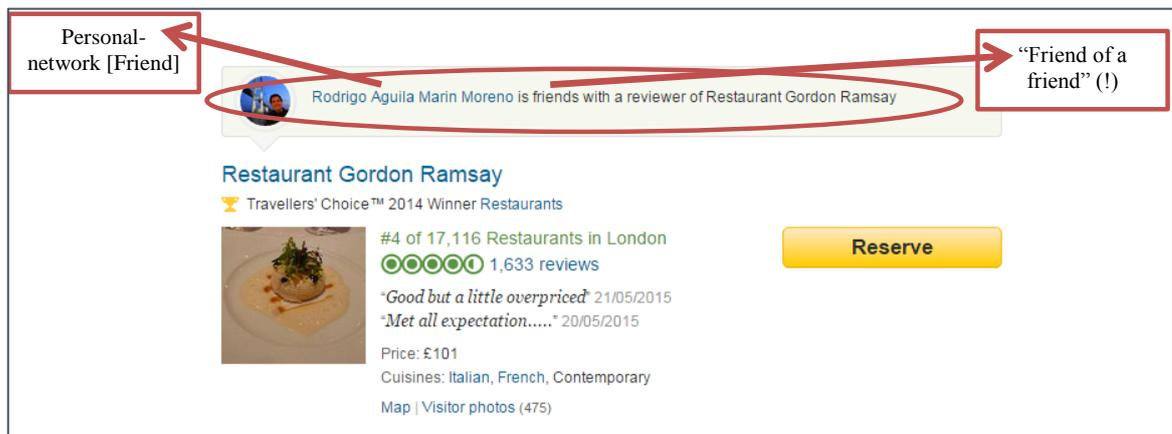 Personal-
network [Friend]
“Friend of a
friend” (!)
Rodrigo Aguila Marin Moreno is friends with a reviewer of Restaurant Gordon Ramsay
Restaurant Gordon Ramsay
Travellers' Choice™ 2014 Winner Restaurants
#4 of 17,116 Restaurants in London
1,633 reviews
“Good but a little overpriced” 21/05/2015
“Met all expectation.....” 20/05/2015
Price: £101
Cuisines: Italian, French, Contemporary
Map | Visitor photos (475)
Reserve